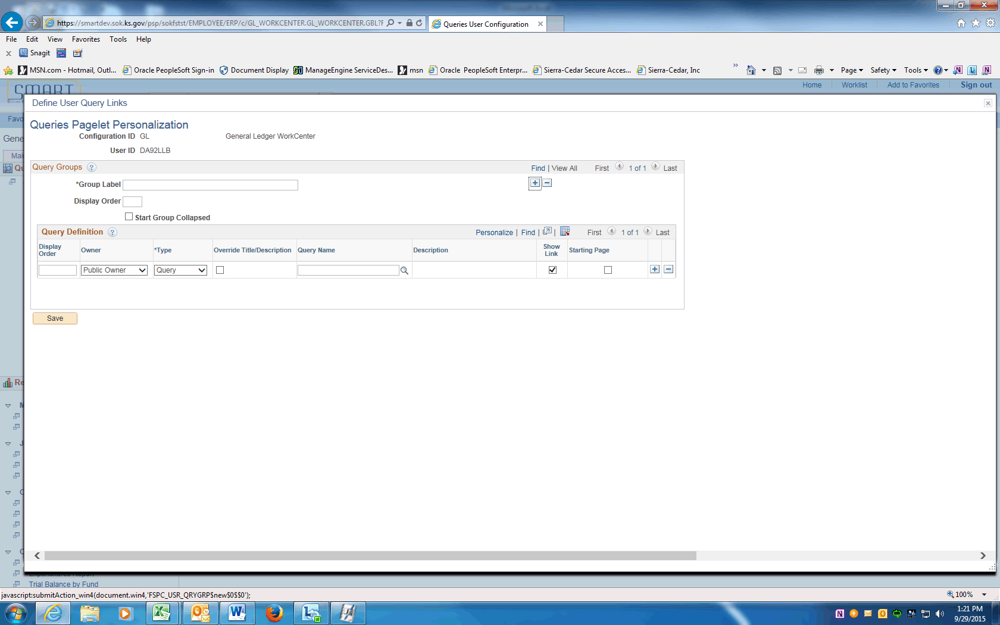 https://smartdev.sok.ks.gov/psp/sokfstst/EMPLOYEE/ERP/c/GL_WORKCENTER.GL_WORKCENTER.GBL?F
Queries User Configuration
File Edit View Favorites Tools Help
Snagit
MSN.com - Hotmail, Outl... Oracle PeopleSoft Sign-in Document Display ManageEngine ServiceDes... msn Oracle PeopleSoft Enterpr... Sierra-Cedar Secure Acces... Sierra-Cedar, Inc » Page Safety Tools
SMART
Home Worklist Add to Favorites Sign out
Define User Query Links
Favo
Queries Pagelet Personalization
Configuration ID GL General Ledger WorkCenter
Gene
User ID DA92LLB
Mai
Qu
Query Groups ? Find | View All First 1 of 1 Last
*Group Label
Display Order
Start Group Collapsed
Query Definition ? Personalize | Find | | First 1 of 1 Last
Display Order Owner *Type Override Title/Description Query Name Description Show Link Starting Page
Public Owner Query
Save
Re
M
J
C
C
Expenditures Report
Trial Balance by Fund
javascript:submitAction_win4(document.win4,'FSPC_USR_QRYGRP$new$0$$0');
100%
1:21 PM
9/29/2015